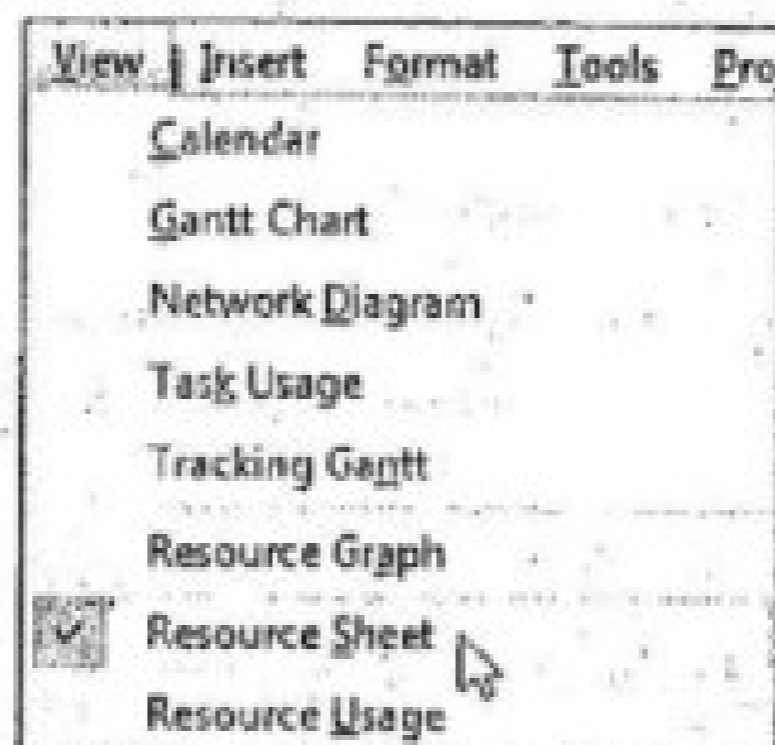 View Insert Format Tools Pro
Calendar
Gantt Chart
Network Diagram
Task Usage
Tracking Gantt
Resource Graph
Resource Sheet
Resource Usage